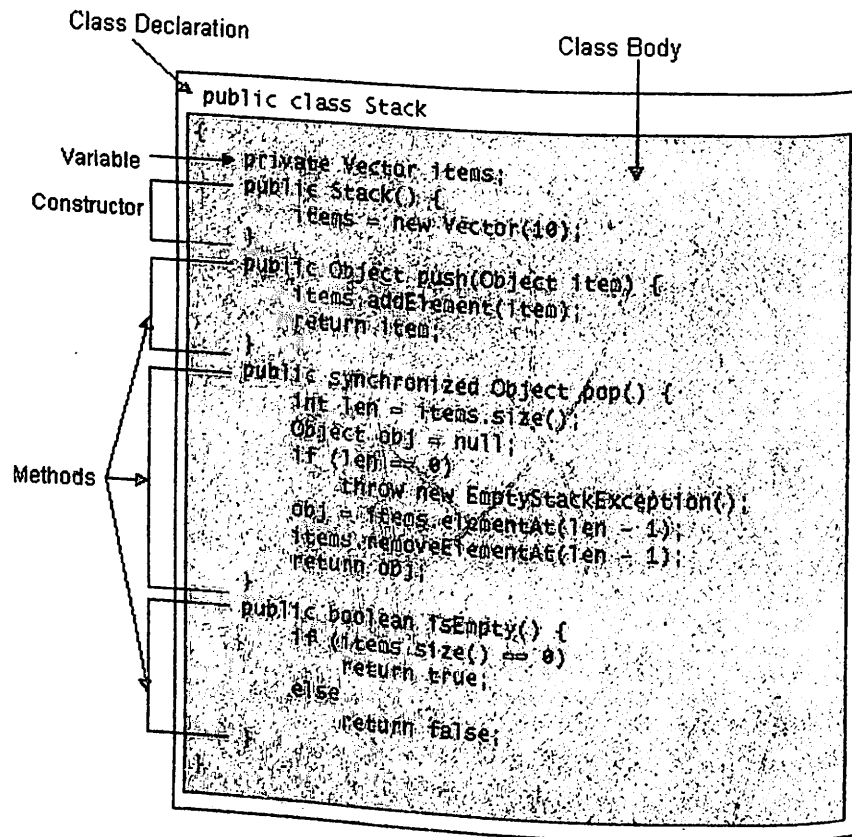 Class Declaration
Class Body
public class Stack
{
Variable
private Vector items;
public Stack() {
Constructor
items = new Vector(10);
}
public Object push(Object item) {
items.addElement(item);
return item;
}
public synchronized Object pop() {
int len = items.size();
Object obj = null;
if (len == 0)
Methods
throw new EmptyStackException();
obj = items.elementAt(len - 1);
items.removeElementAt(len - 1);
return obj;
}
public boolean isEmpty() {
if (items.size() == 0)
return true;
else
return false;
}
}